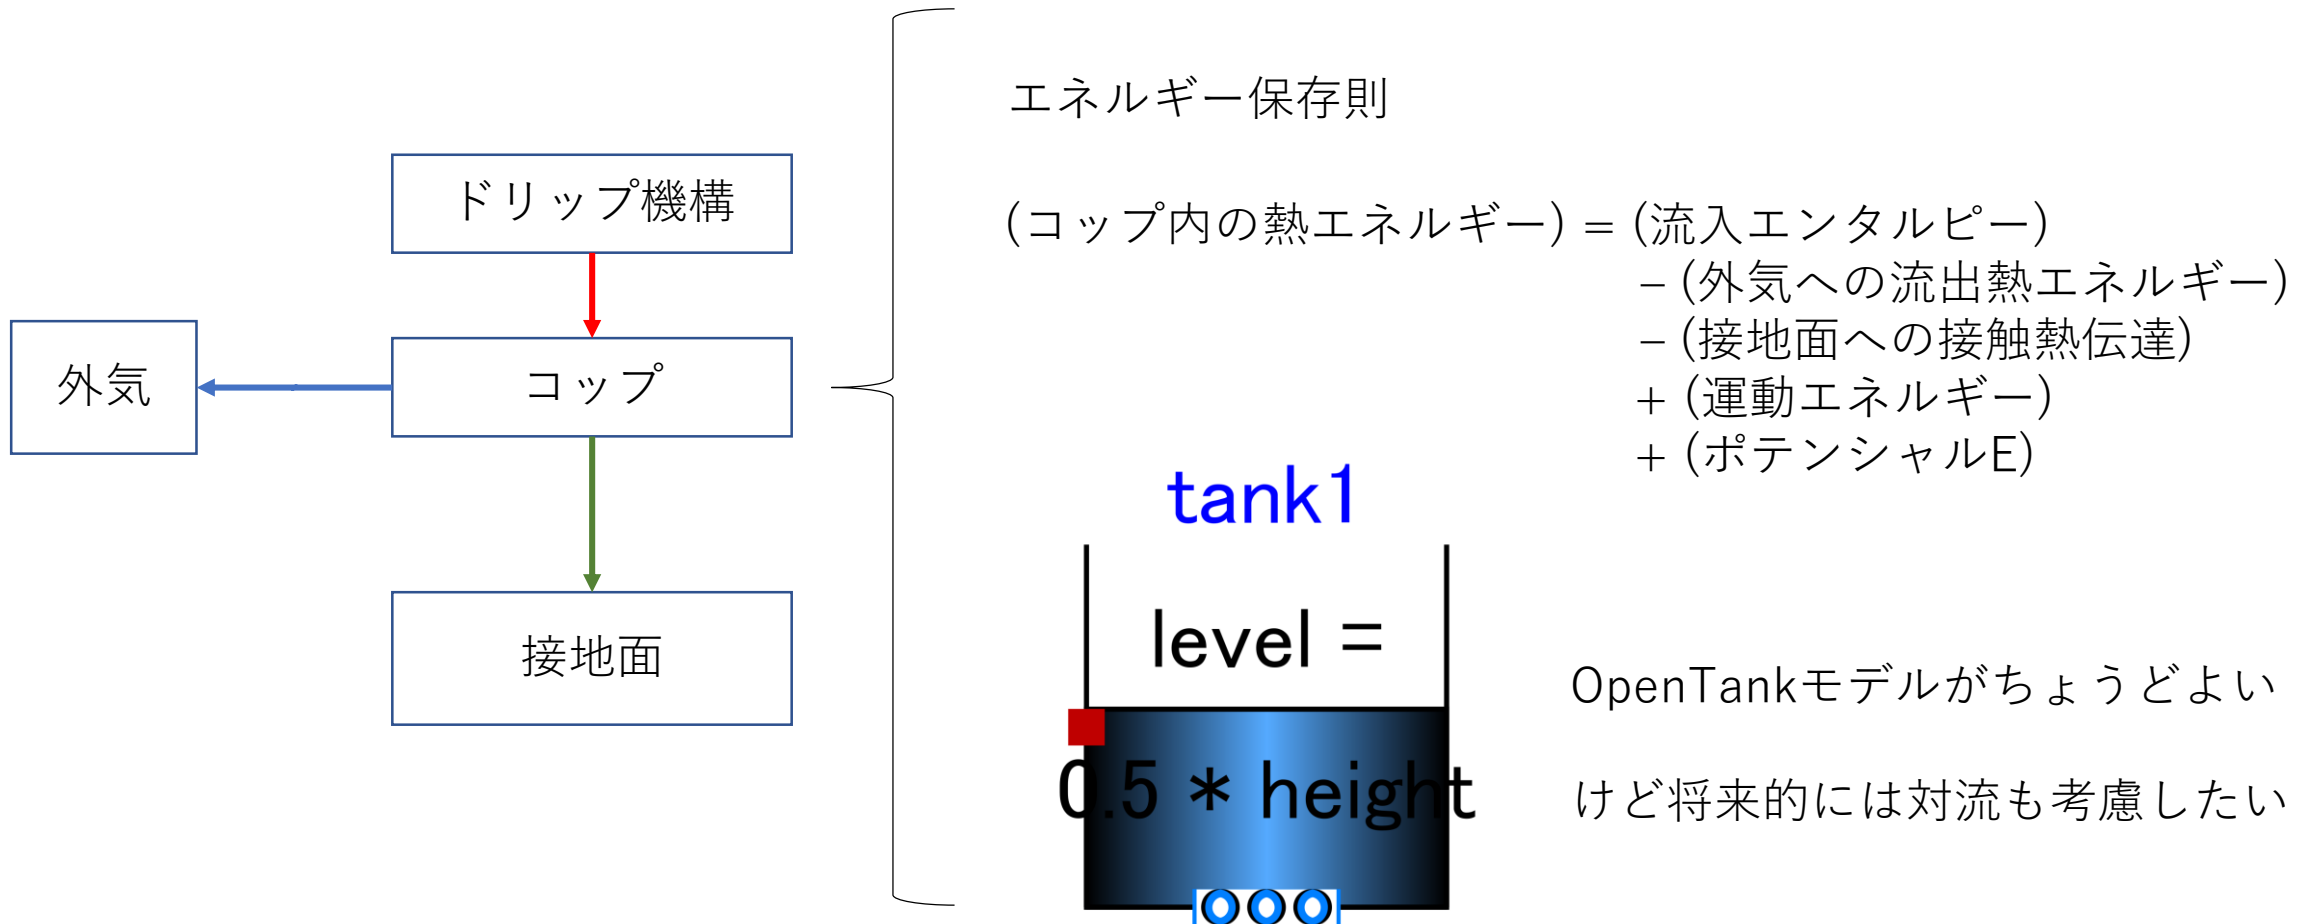 ドリップ機構
外気
コップ
接地面
エネルギー保存則
(コップ内の熱エネルギー) = (流入エンタルピー)
– (外気への流出熱エネルギー)
– (接地面への接触熱伝達)
+ (運動エネルギー)
+ (ポテンシャルE)
tank1
level =
0.5 * height
OpenTankモデルがちょうどよい
けど将来的には対流も考慮したい